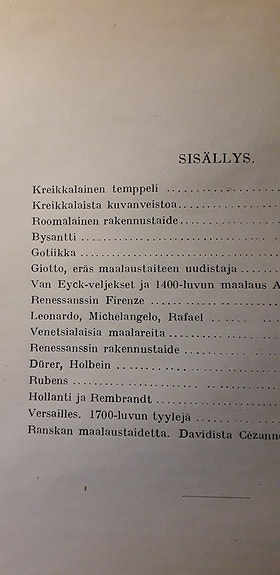 SISÄLLYS.
Kreikkalainen temppeli ................
Kreikkalaista kuvanveistoa ..............
Roomalainen rakennustaide ..............
Bysantti ..............................
Gotiikka ..............................
Giotto, eräs maalaustaiteen uudistaja ......
Van Eyck-veljekset ja 1400-luvun maalaus A
Renessanssin Firenze ..................
Leonardo, Michelangelo, Rafael ..........
Venetsialaisia maalareita ................
Renessanssin rakennustaide ..............
Dürer, Holbein ........................
Rubens ..............................
Hollanti ja Rembrandt ..................
Versailles. 1700-luvun tyylejä ............
Ranskan maalaustaidetta. Davidista Cézann